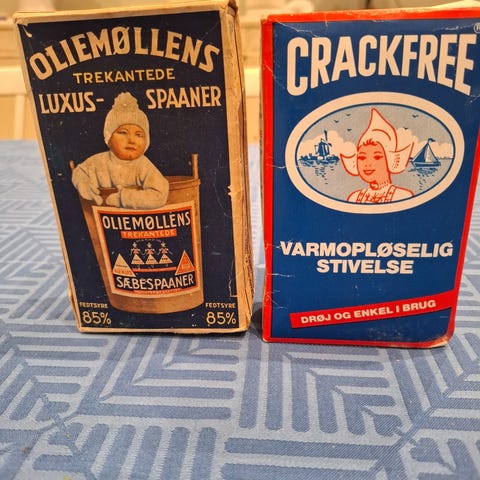 OLIEMØLLENS
TREKANTEDE
LUXUS- SPAANER
OLIEMØLLENS
TREKANTEDE
SÆBESPAANER
FEDTSYRE
85%
FEDTSYRE
85%
CRACKFREE
VARMOPLØSELIG
STIVELSE
DRØJ OG ENKEL I BRUG